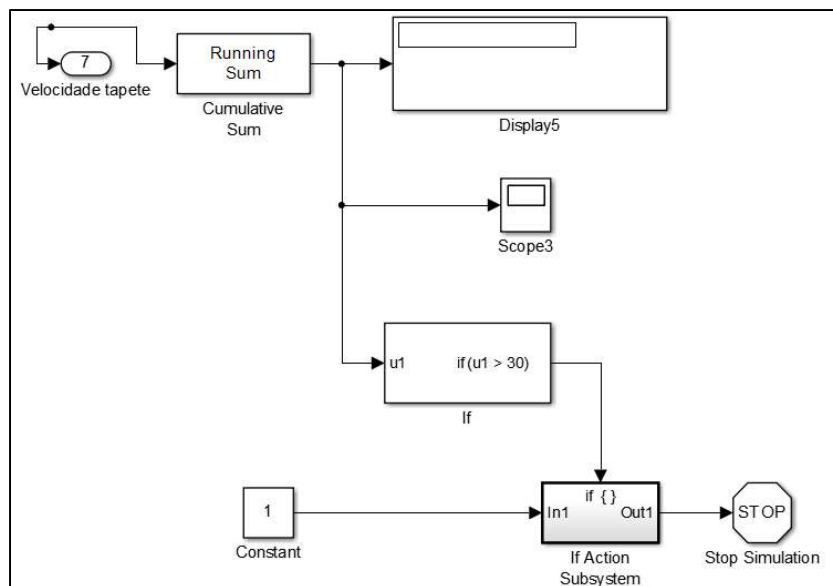 7
Velocidade tapete
Running
Sum
Cumulative
Sum
Display5
Scope3
u1
if(u1 > 30)
If
1
Constant
if { }
In1
Out1
If Action
Subsystem
STOP
Stop Simulation